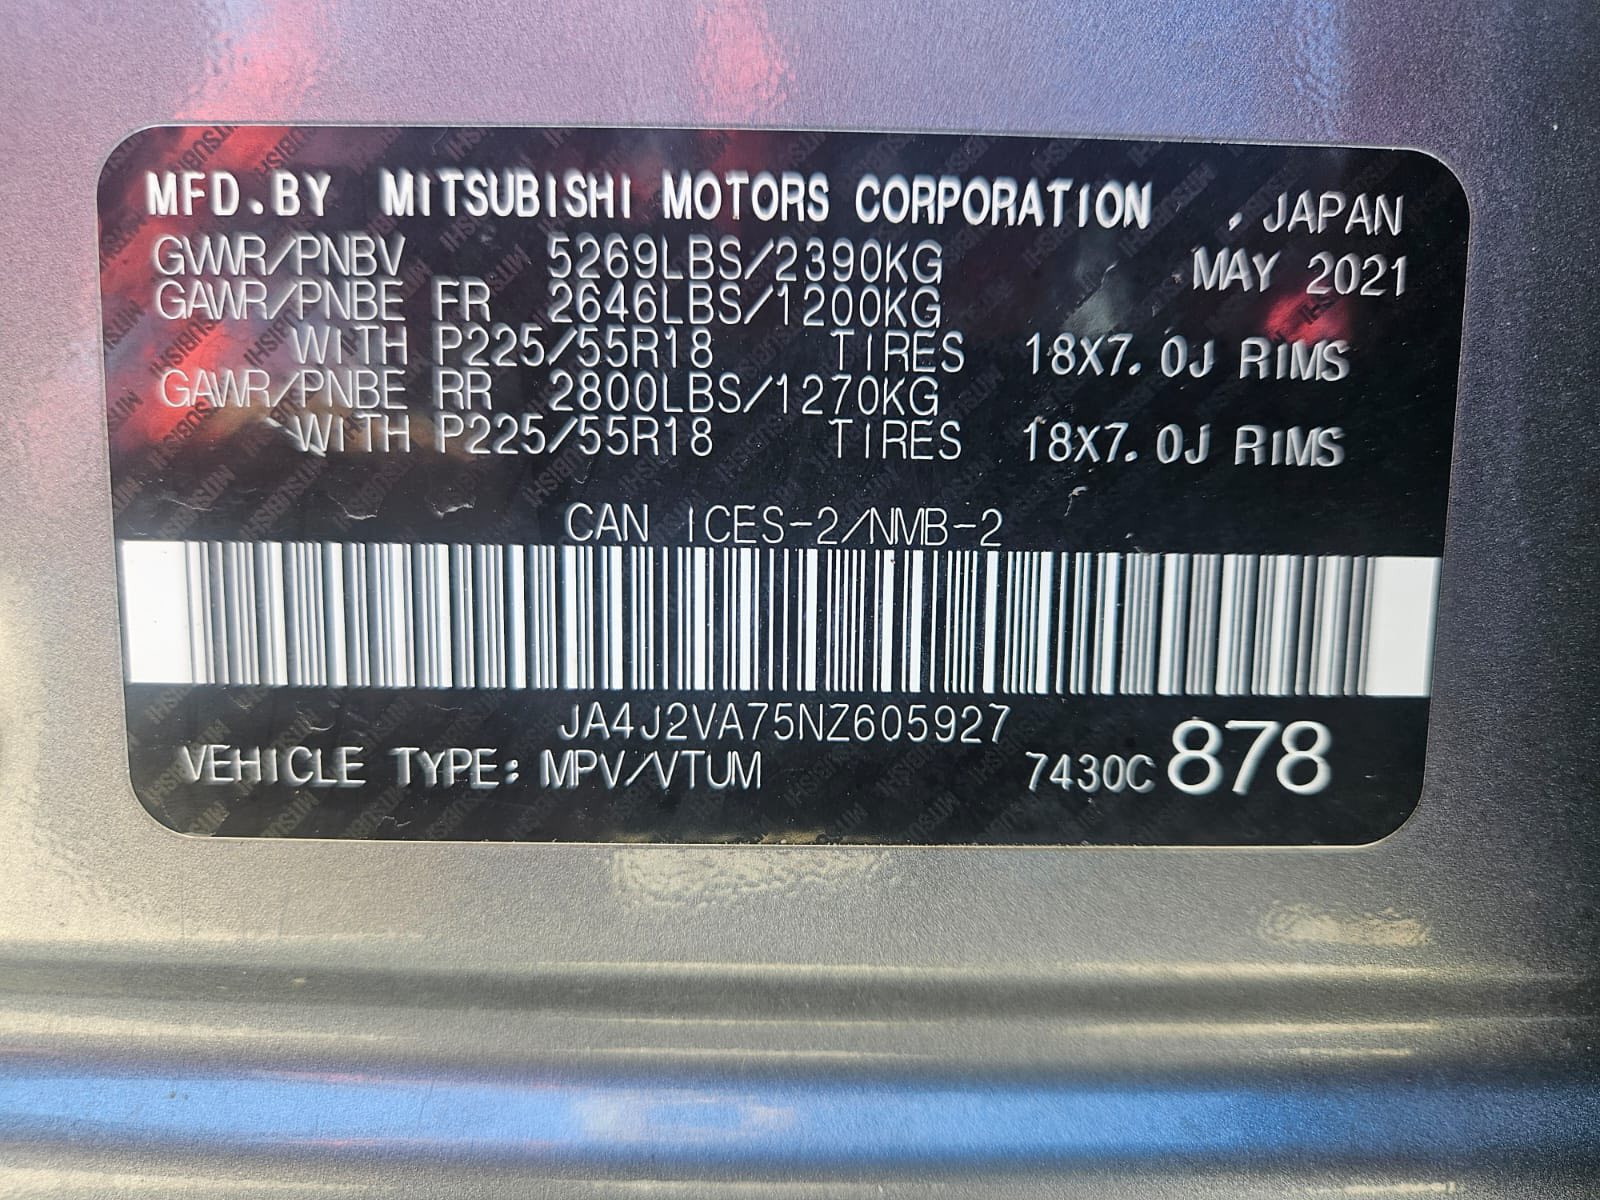 MFD.BY MITSUBISHI MOTORS CORPORATION , JAPAN
GVWR/PNBV 5269LBS/2390KG MAY 2021
GAWR/PNBE FR 2646LBS/1200KG
WITH P225/55R18 TIRES 18X7.0J RIMS
GAWR/PNBE RR 2800LBS/1270KG
WITH P225/55R18 TIRES 18X7.0J RIMS
CAN ICES-2/NMB-2
JA4J2VA75NZ605927
VEHICLE TYPE: MPV/VTUM 7430C 878